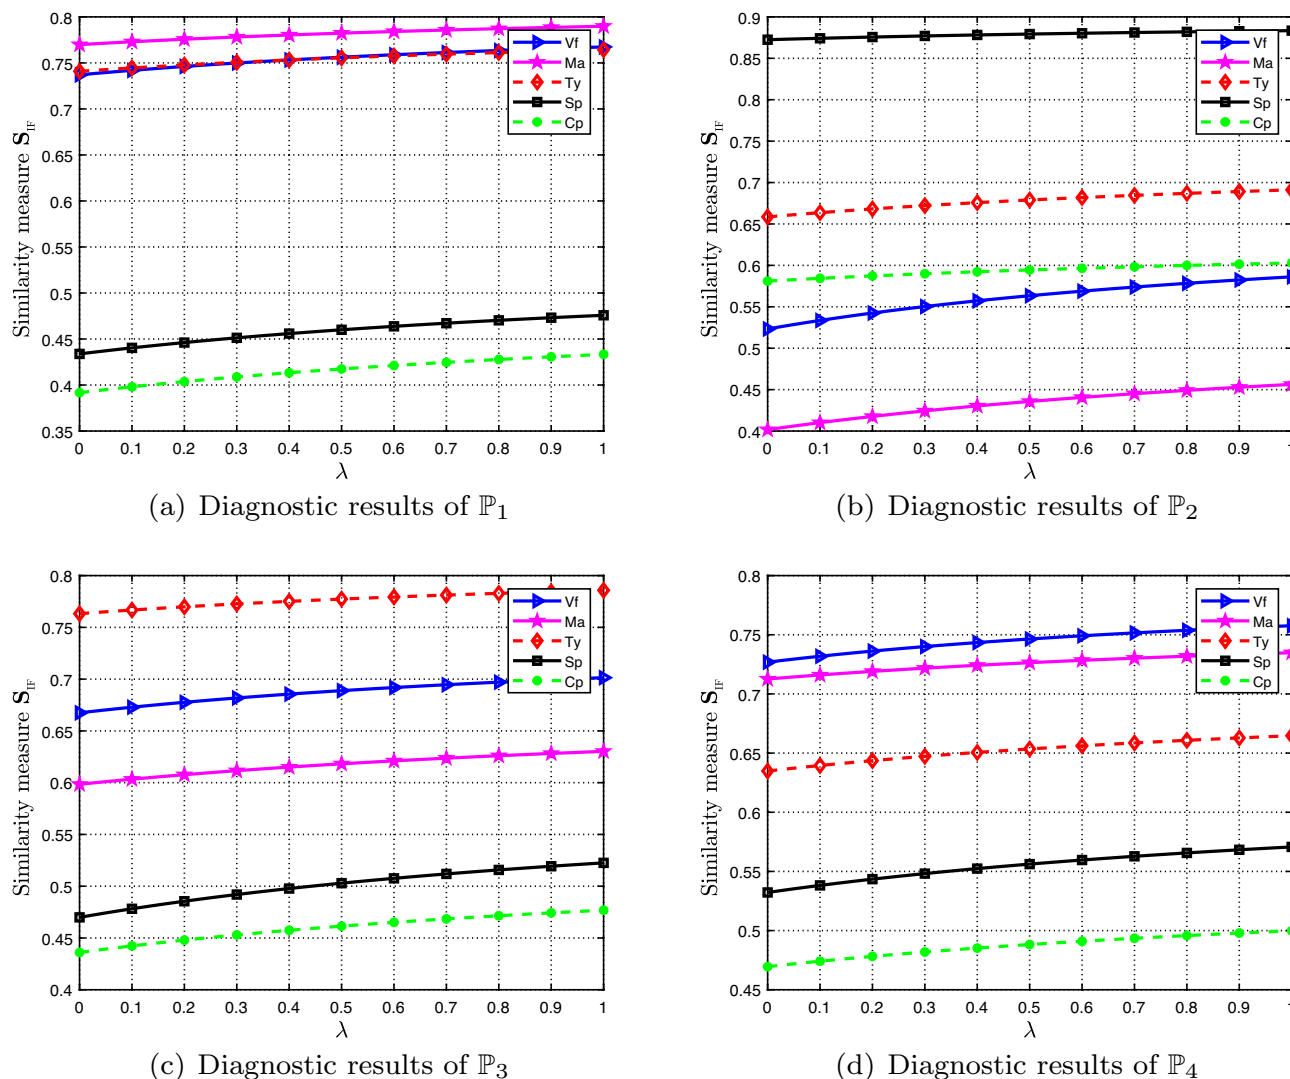 0.8
0.75
0.7
0.65
0.6
0.55
0.5
0.45
0.4
0.35
Similarity measure S_IF
Vf
Ma
Ty
Sp
Cp
0 0.1 0.2 0.3 0.4 0.5 0.6 0.7 0.8 0.9 1
λ
(a) Diagnostic results of ℙ₁
0.9
0.85
0.8
0.75
0.7
0.65
0.6
0.55
0.5
0.45
0.4
Similarity measure S_IF
Vf
Ma
Ty
Sp
Cp
0 0.1 0.2 0.3 0.4 0.5 0.6 0.7 0.8 0.9 1
λ
(b) Diagnostic results of ℙ₂
0.8
0.75
0.7
0.65
0.6
0.55
0.5
0.45
0.4
Similarity measure S_IF
Vf
Ma
Ty
Sp
Cp
0 0.1 0.2 0.3 0.4 0.5 0.6 0.7 0.8 0.9 1
λ
(c) Diagnostic results of ℙ₃
0.8
0.75
0.7
0.65
0.6
0.55
0.5
0.45
Similarity measure S_IF
Vf
Ma
Ty
Sp
Cp
0 0.1 0.2 0.3 0.4 0.5 0.6 0.7 0.8 0.9 1
λ
(d) Diagnostic results of ℙ₄